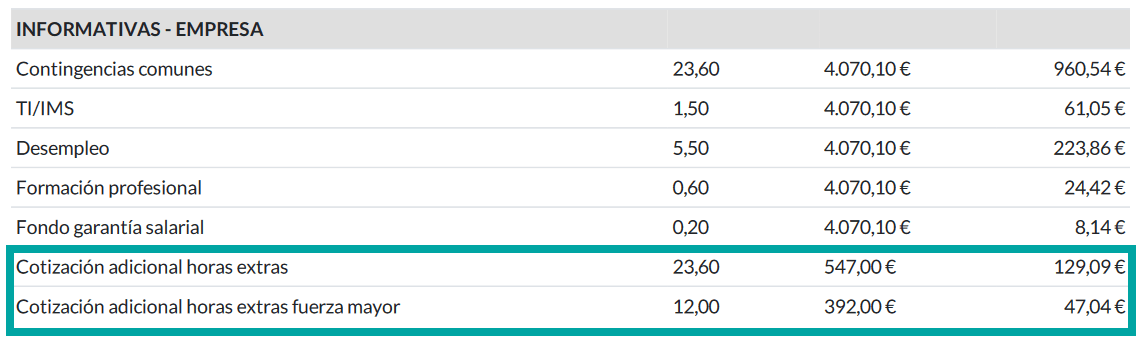 INFORMATIVAS - EMPRESA
Contingencias comunes 23,60 4.070,10 € 960,54 €
TI/IMS 1,50 4.070,10 € 61,05 €
Desempleo 5,50 4.070,10 € 223,86 €
Formación profesional 0,60 4.070,10 € 24,42 €
Fondo garantía salarial 0,20 4.070,10 € 8,14 €
Cotización adicional horas extras 23,60 547,00 € 129,09 €
Cotización adicional horas extras fuerza mayor 12,00 392,00 € 47,04 €